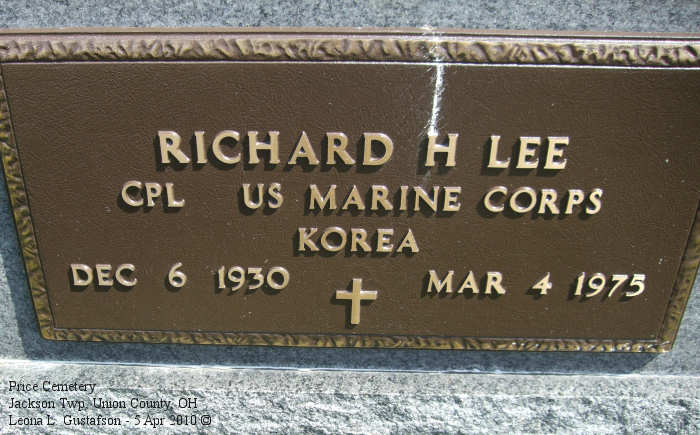 RICHARD H LEE
CPL US MARINE CORPS
KOREA
DEC 6 1930 MAR 4 1975
Price Cemetery
Jackson Twp, Union County, OH
Leona L. Gustafson - 5 Apr 2010 ©